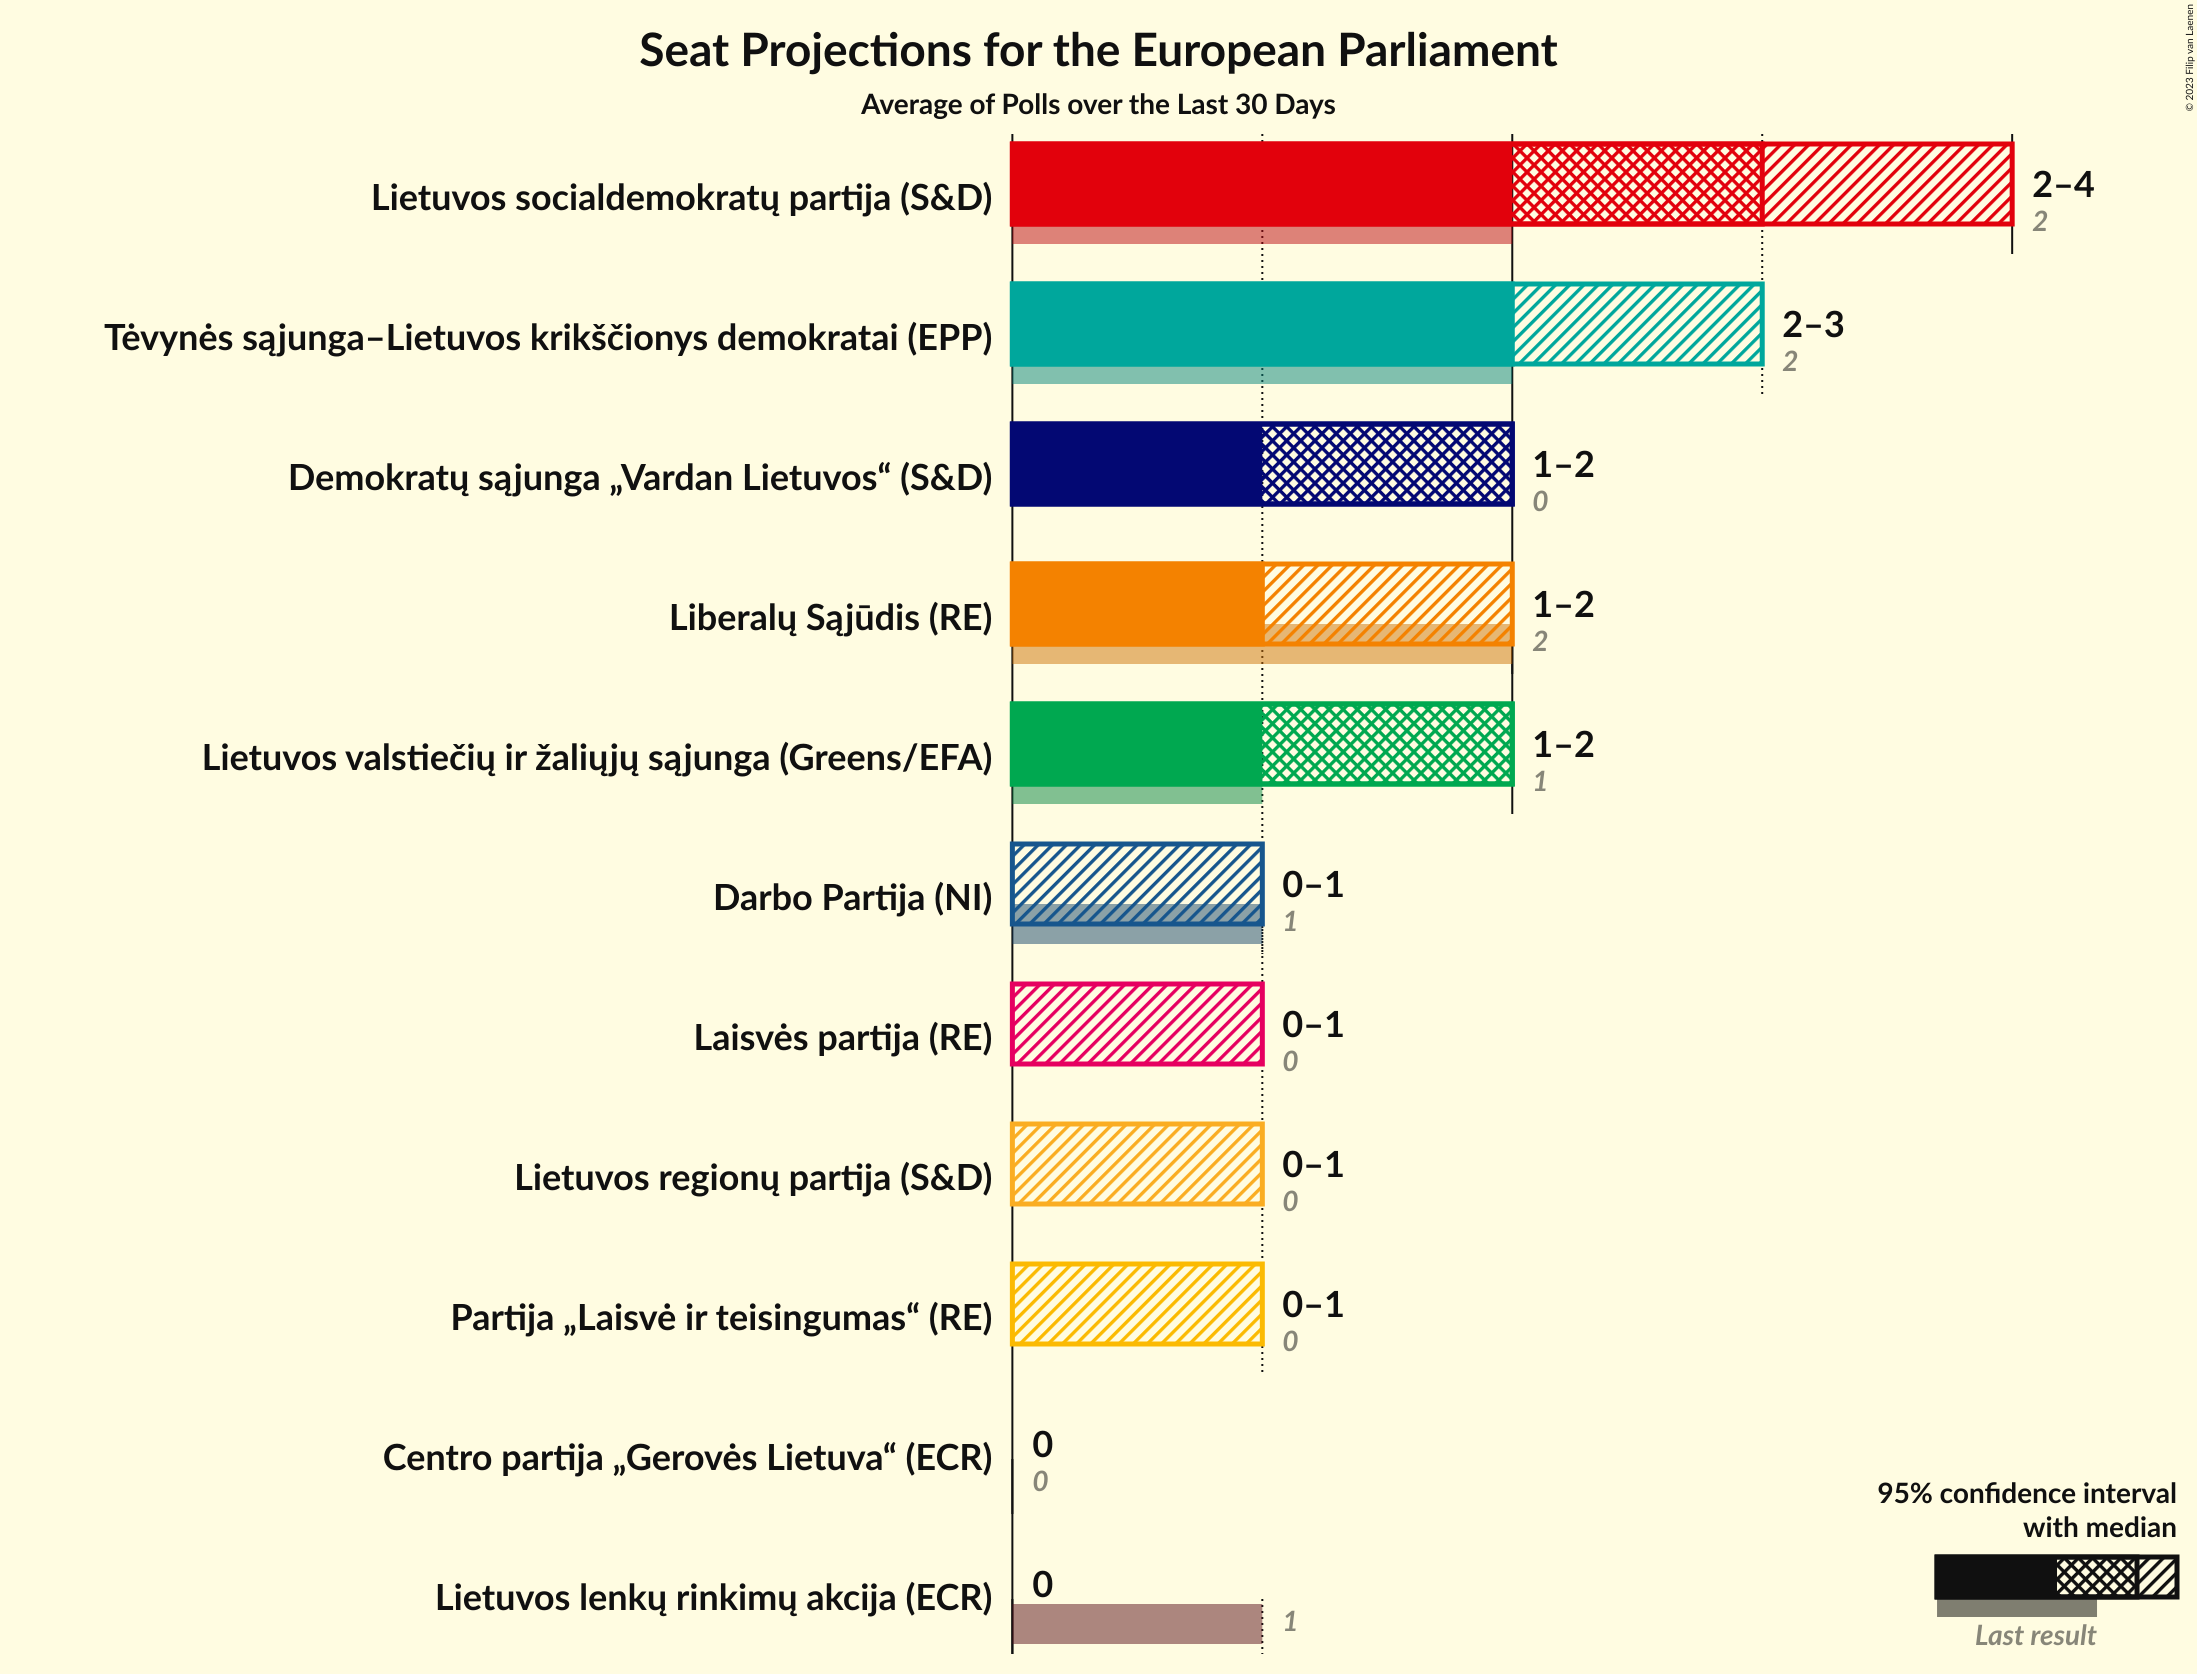 Seat Projections for the European Parliament
Average of Polls over the Last 30 Days
© 2023 Filip van Laenen
Lietuvos socialdemokratų partija (S&D)
2–4
2
Tėvynės sąjunga–Lietuvos krikščionys demokratai (EPP)
2–3
2
Demokratų sąjunga „Vardan Lietuvos“ (S&D)
1–2
0
Liberalų Sąjūdis (RE)
1–2
2
Lietuvos valstiečių ir žaliųjų sąjunga (Greens/EFA)
1–2
1
Darbo Partija (NI)
0–1
1
Laisvės partija (RE)
0–1
0
Lietuvos regionų partija (S&D)
0–1
0
Partija „Laisvė ir teisingumas“ (RE)
0–1
0
Centro partija „Gerovės Lietuva“ (ECR)
0
0
Lietuvos lenkų rinkimų akcija (ECR)
0
1
95% confidence interval
with median
Last result